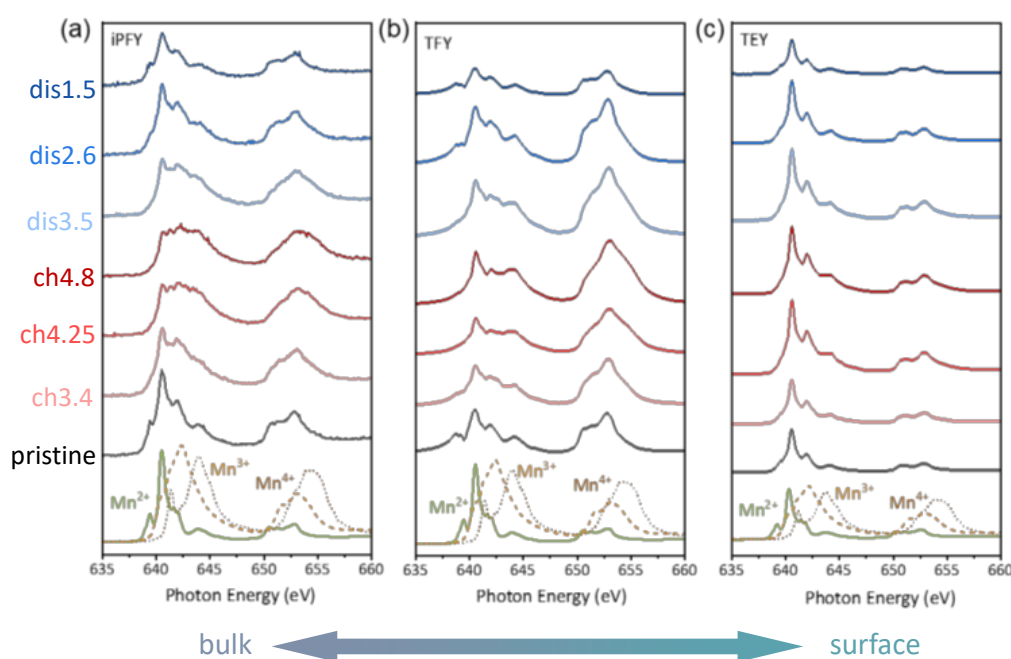 (a) iPFY
(b) TFY
(c) TEY
dis1.5
dis2.6
dis3.5
ch4.8
ch4.25
ch3.4
pristine
Mn²⁺ Mn³⁺ Mn⁴⁺
Mn²⁺ Mn³⁺ Mn⁴⁺
Mn²⁺ Mn³⁺ Mn⁴⁺
635 640 645 650 655 660
635 640 645 650 655 660
635 640 645 650 655 660
Photon Energy (eV)
Photon Energy (eV)
Photon Energy (eV)
bulk surface